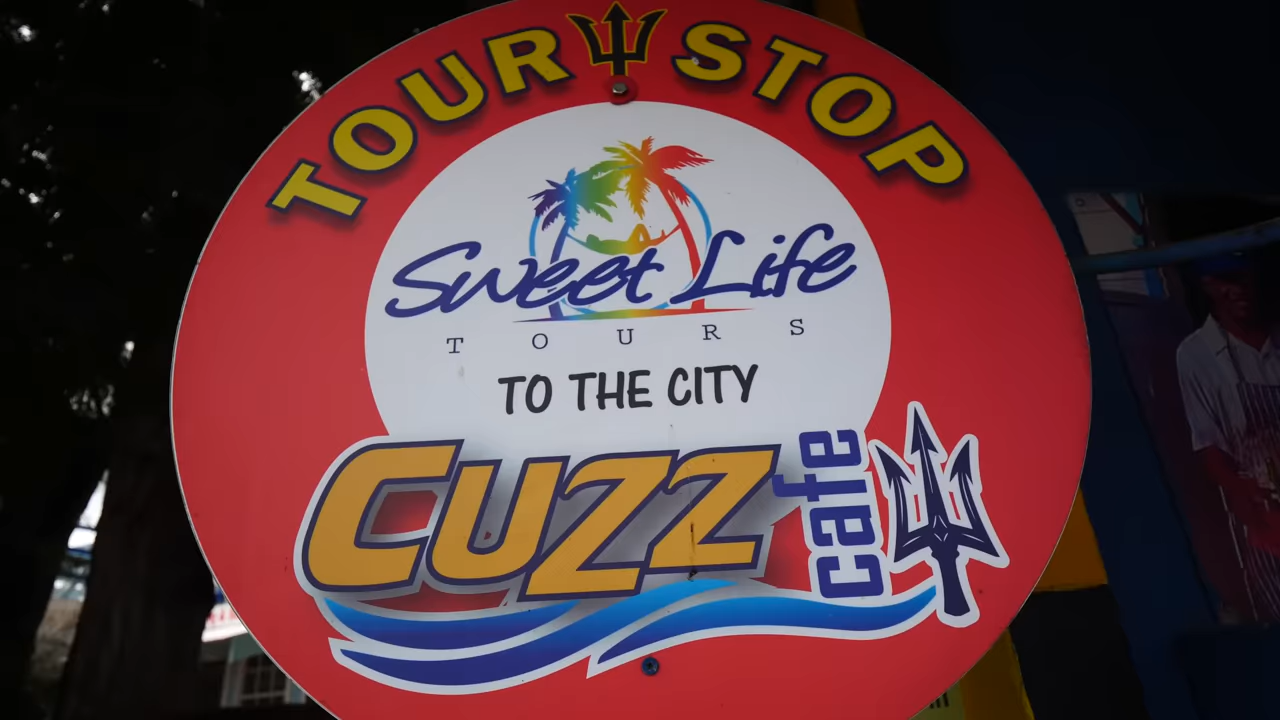 TOUR STOP
Sweet Life
TOURS
TO THE CITY
CUZZ cafe